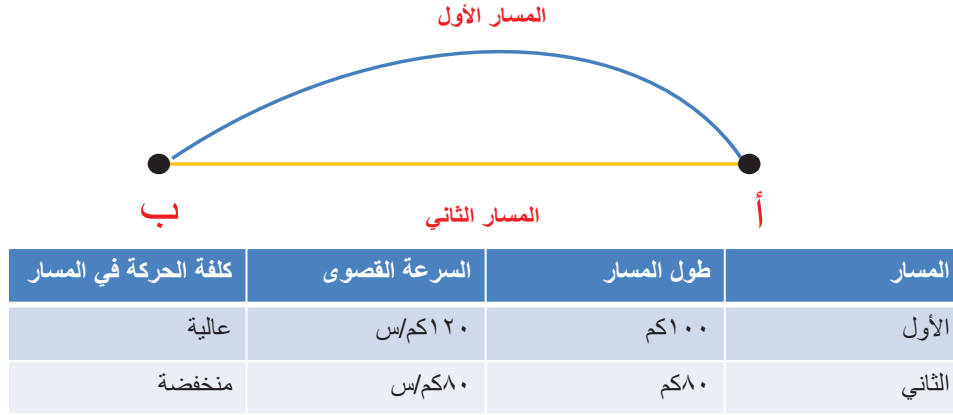 المسار الأول
أ
ب
المسار الثاني
المسار طول المسار السرعة القصوى كلفة الحركة في المسار
الأول ١٠٠كم ١٢٠كم/س عالية
الثاني ٨٠كم ٨٠كم/س منخفضة